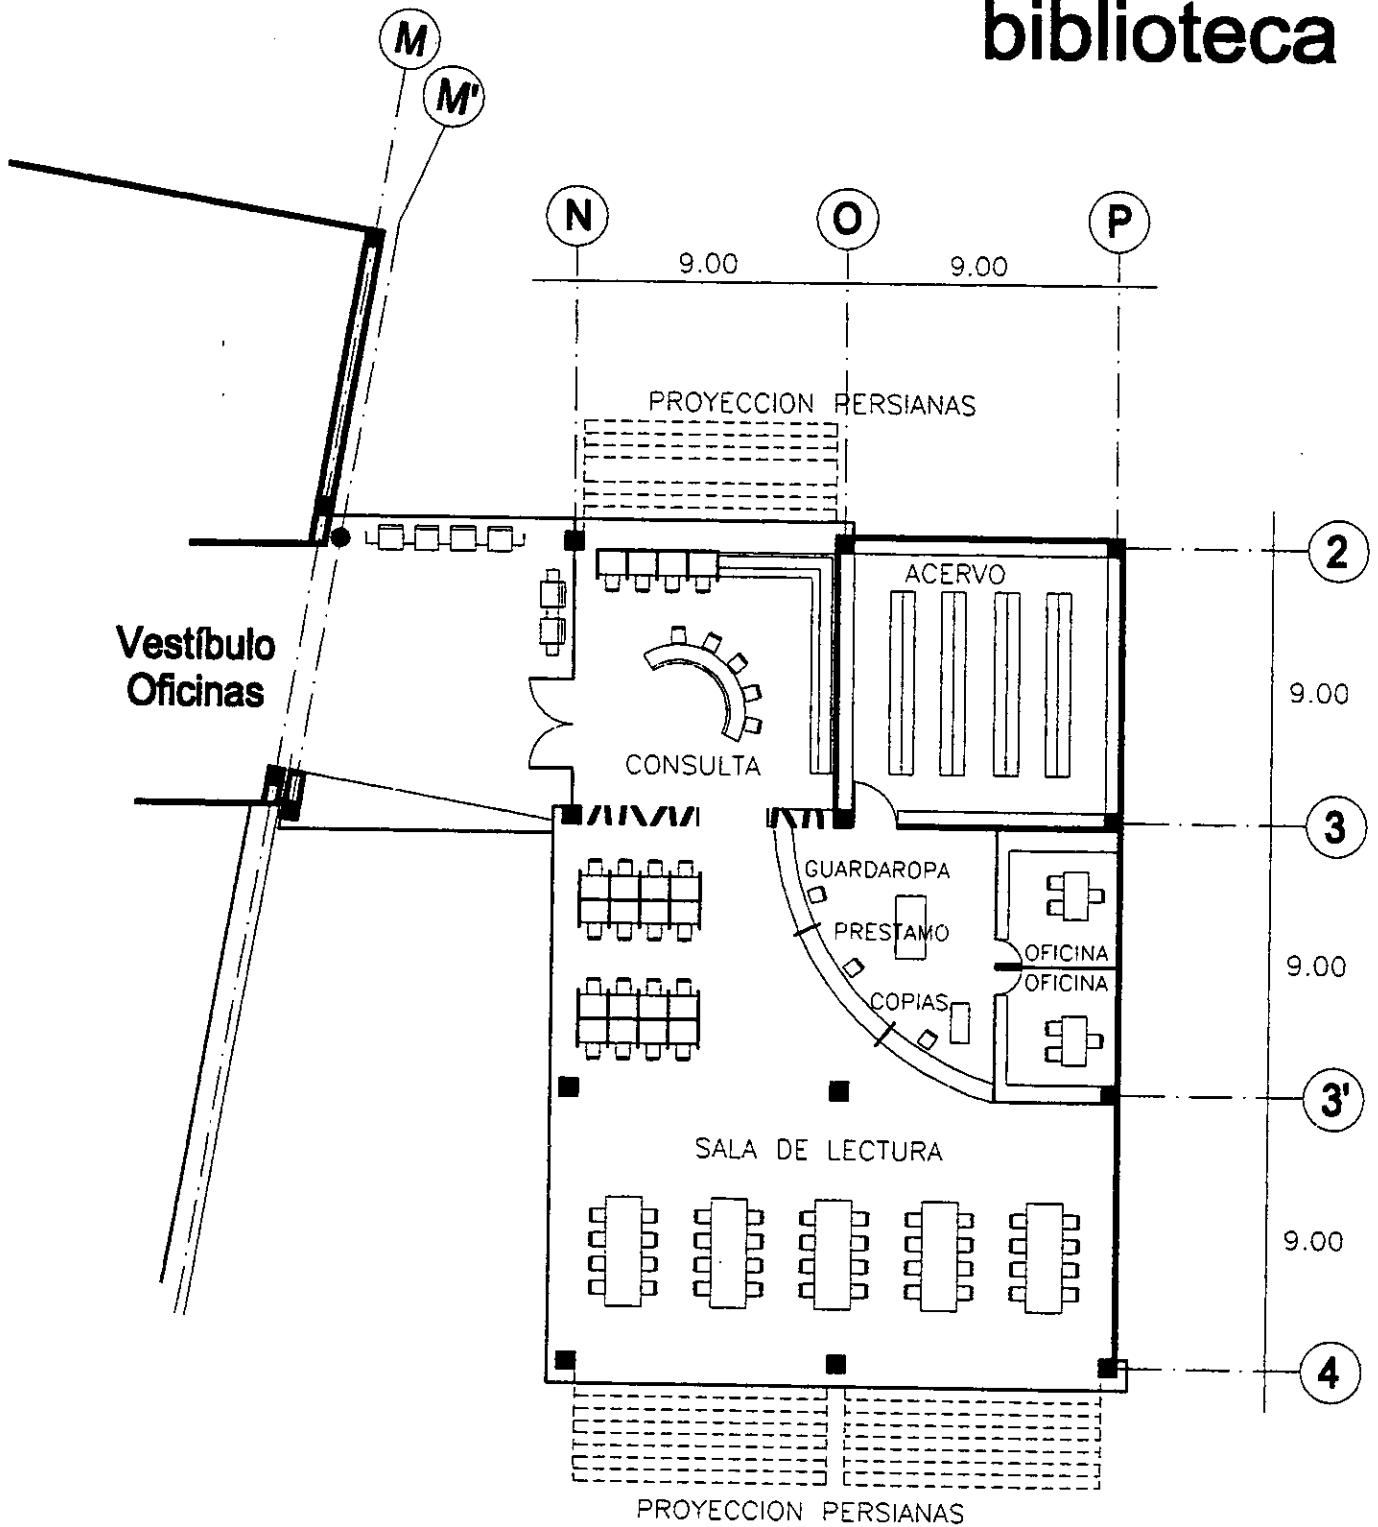 biblioteca
M
M'
N
O
P
9.00
9.00
PROYECCION PERSIANAS
2
ACERVO
Vestíbulo
Oficinas
9.00
CONSULTA
3
GUARDAROPA
PRESTAMO
OFICINA
9.00
OFICINA
COPIAS
3'
SALA DE LECTURA
9.00
4
PROYECCION PERSIANAS